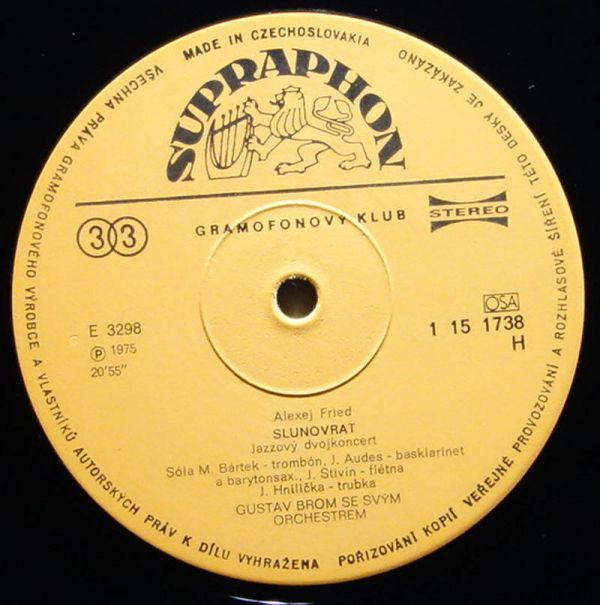 VŠECHNA PRÁVA GRAMOFONOVÉHO VÝROBCE A VLASTNÍKŮ AUTORSKÝCH PRÁV K DÍLU VYHRAŽENA POŘIZOVÁNÍ KOPIÍ VEŘEJNÉ PROVOZOVÁNÍ A ROZHLASOVÉ ŠÍŘENÍ TÉTO DESKY JE ZAKÁZÁNO
MADE IN CZECHOSLOVAKIA
SUPRAPHON
33
GRAMOFONOVÝ KLUB
STEREO
E 3298
Ⓟ 1975
20'55"
OSA
1 15 1738
H
Alexej Fried
SLUNOVRAT
Jazzový dvojkoncert
Sóla M. Bártek - trombón, J. Audes - basklarinet
a barytonsax., J. Stivín - flétna
J. Hnilička - trubka
GUSTAV BROM SE SVÝM
ORCHESTREM